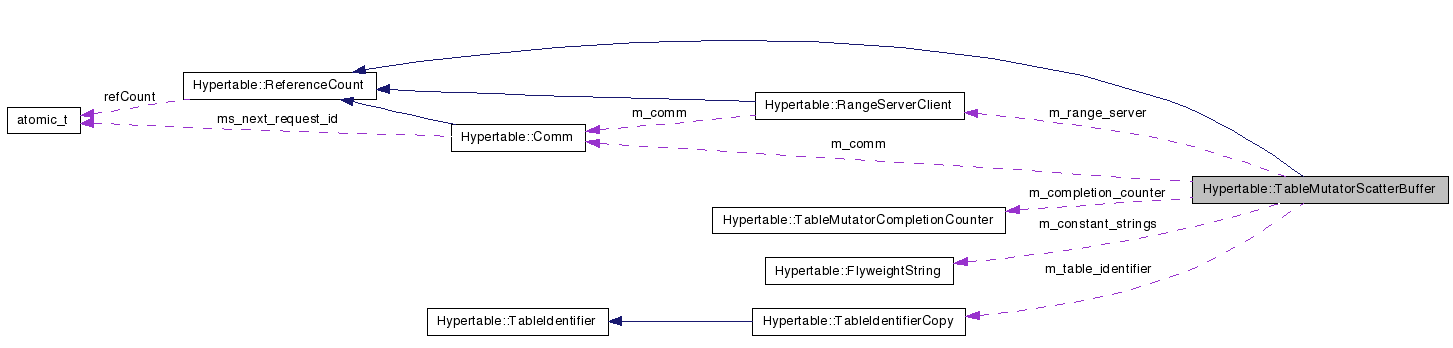 Hypertable::ReferenceCount
refCount
atomic_t
ms_next_request_id
Hypertable::RangeServerClient
m_comm
m_range_server
Hypertable::Comm
m_comm
Hypertable::TableMutatorScatterBuffer
m_completion_counter
Hypertable::TableMutatorCompletionCounter
m_constant_strings
Hypertable::FlyweightString
m_table_identifier
Hypertable::TableIdentifier
Hypertable::TableIdentifierCopy